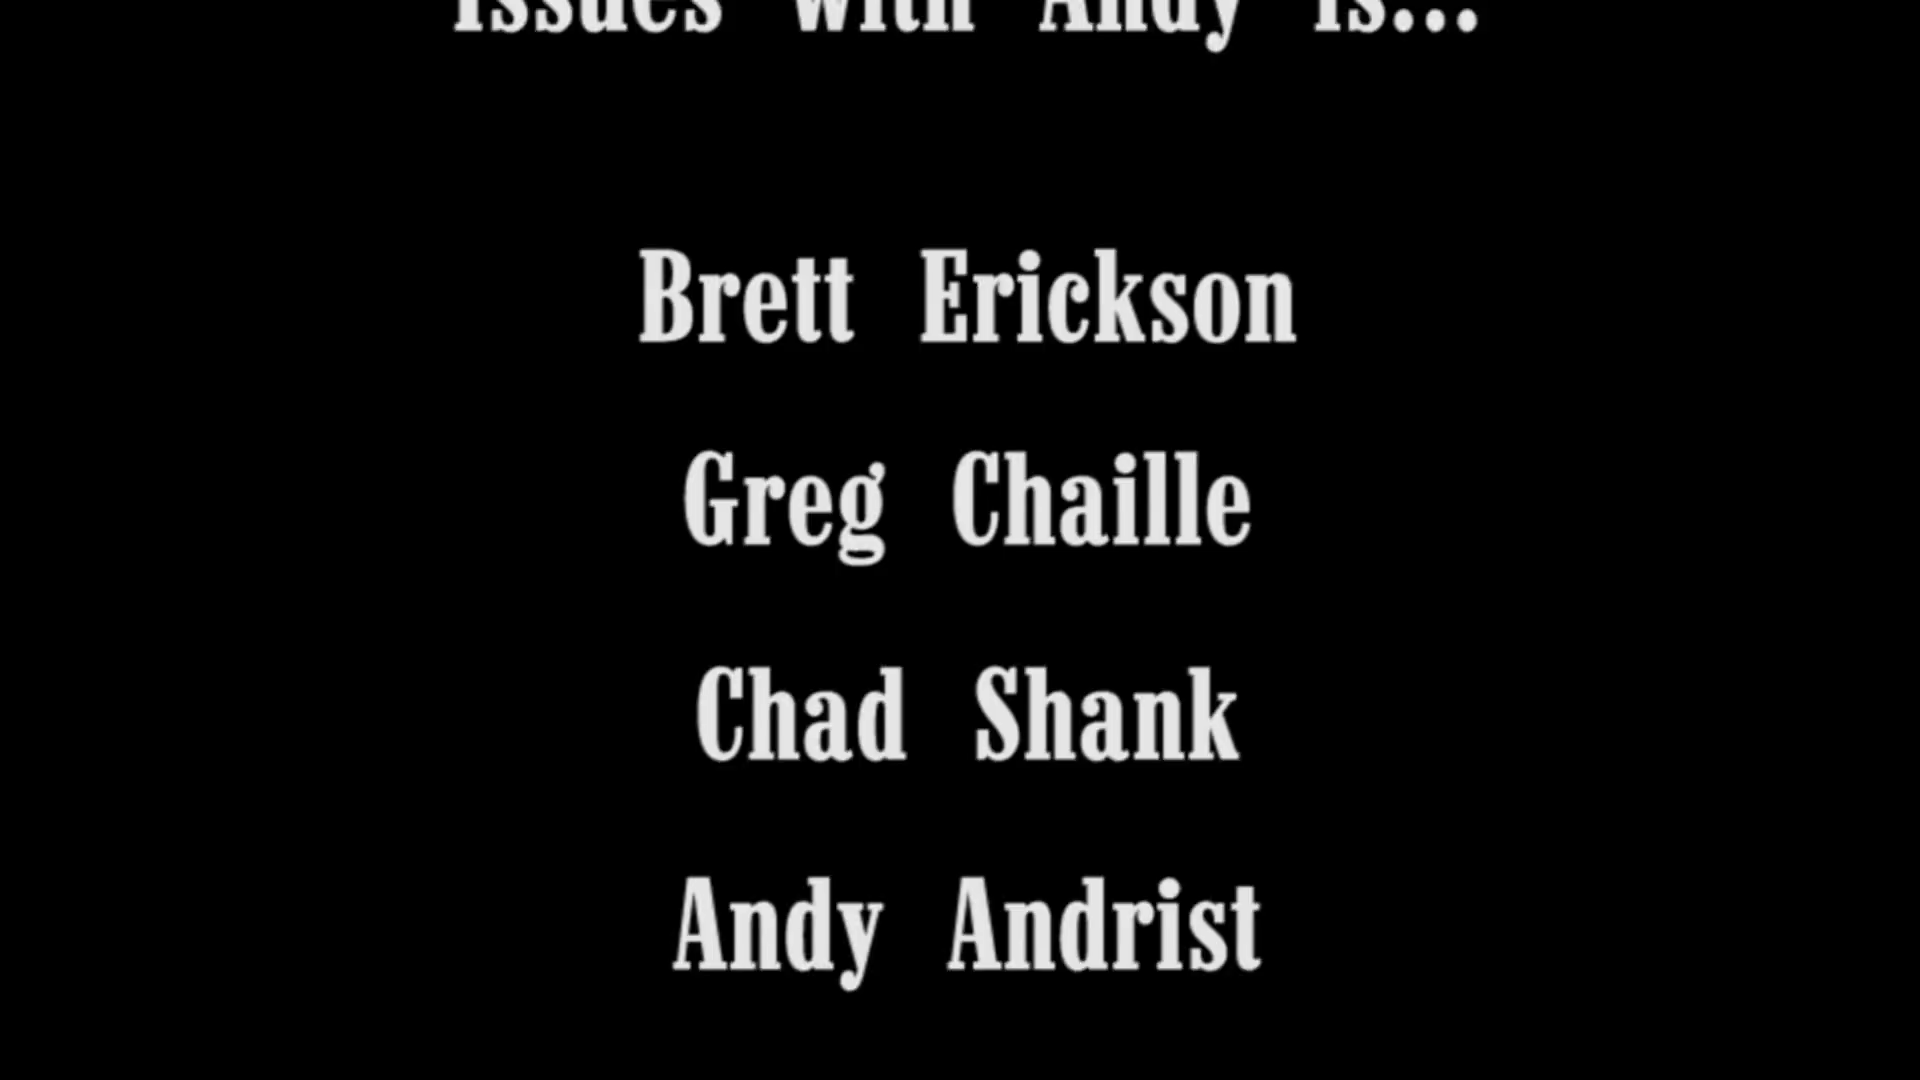 Issues with Andy is...
Brett Erickson
Greg Chaille
Chad Shank
Andy Andrist